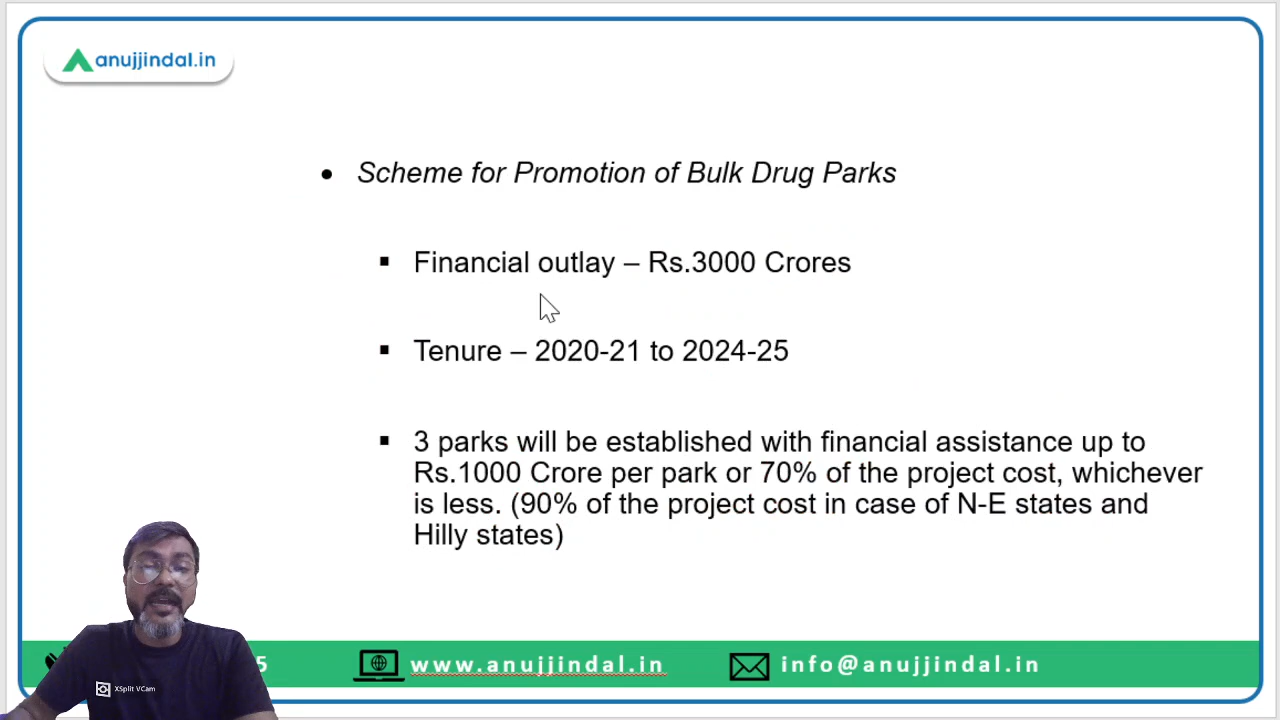 anujjindal.in
• Scheme for Promotion of Bulk Drug Parks
▪ Financial outlay – Rs.3000 Crores
▪ Tenure – 2020-21 to 2024-25
▪ 3 parks will be established with financial assistance up to
Rs.1000 Crore per park or 70% of the project cost, whichever
is less. (90% of the project cost in case of N-E states and
Hilly states)
5
www.anujjindal.in
info@anujjindal.in
XSplit VCam